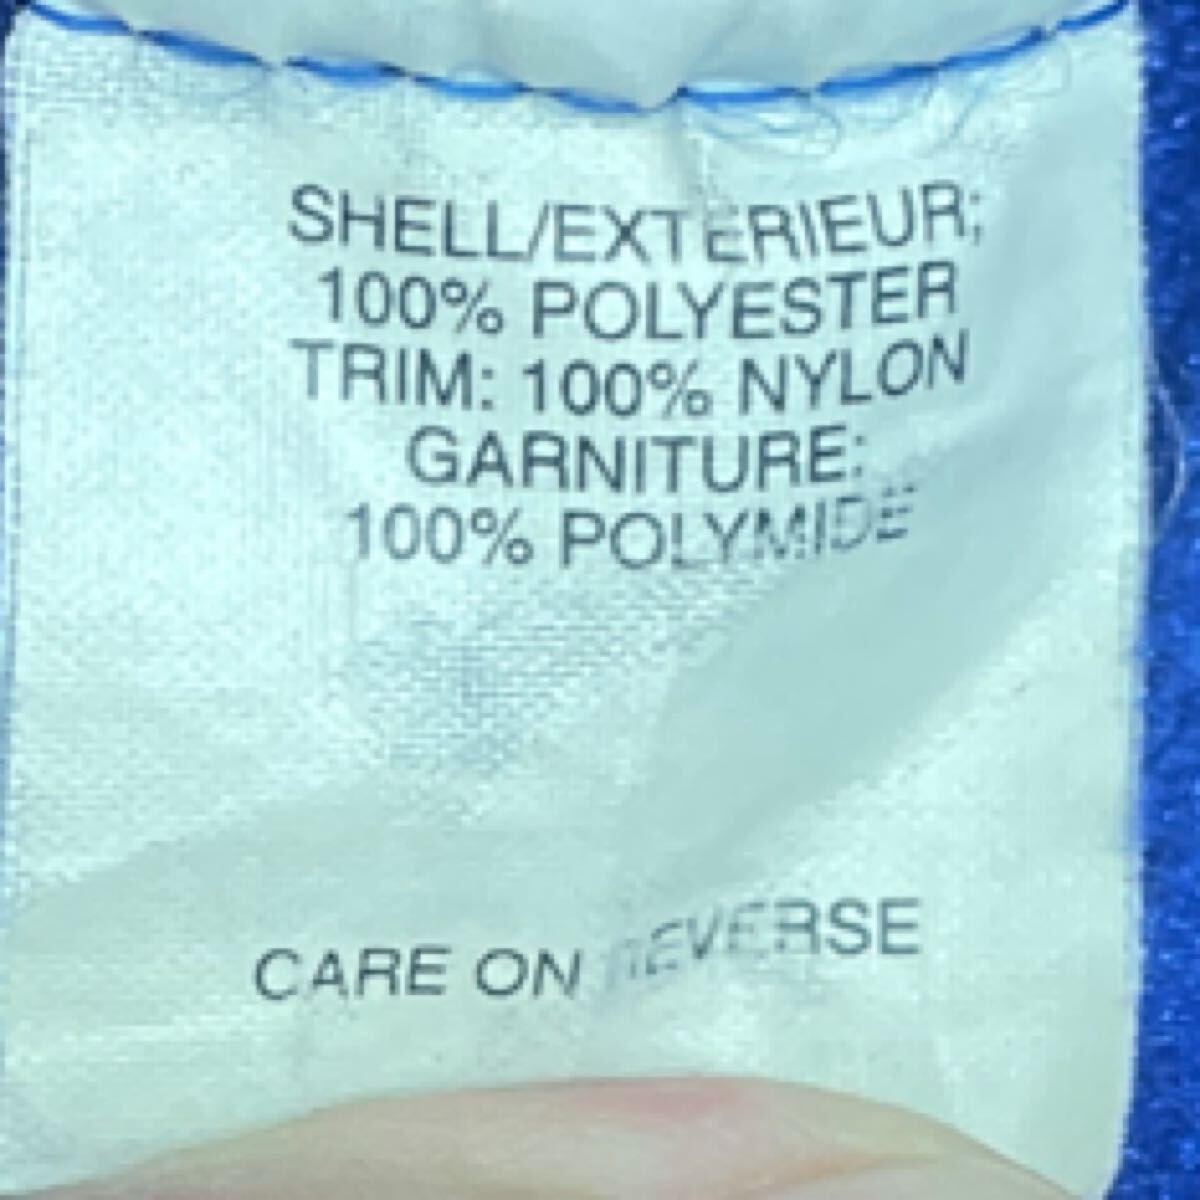 SHELL/EXTERIEUR;
100% POLYESTER
TRIM: 100% NYLON
GARNITURE:
100% POLYMIDE
CARE ON REVERSE